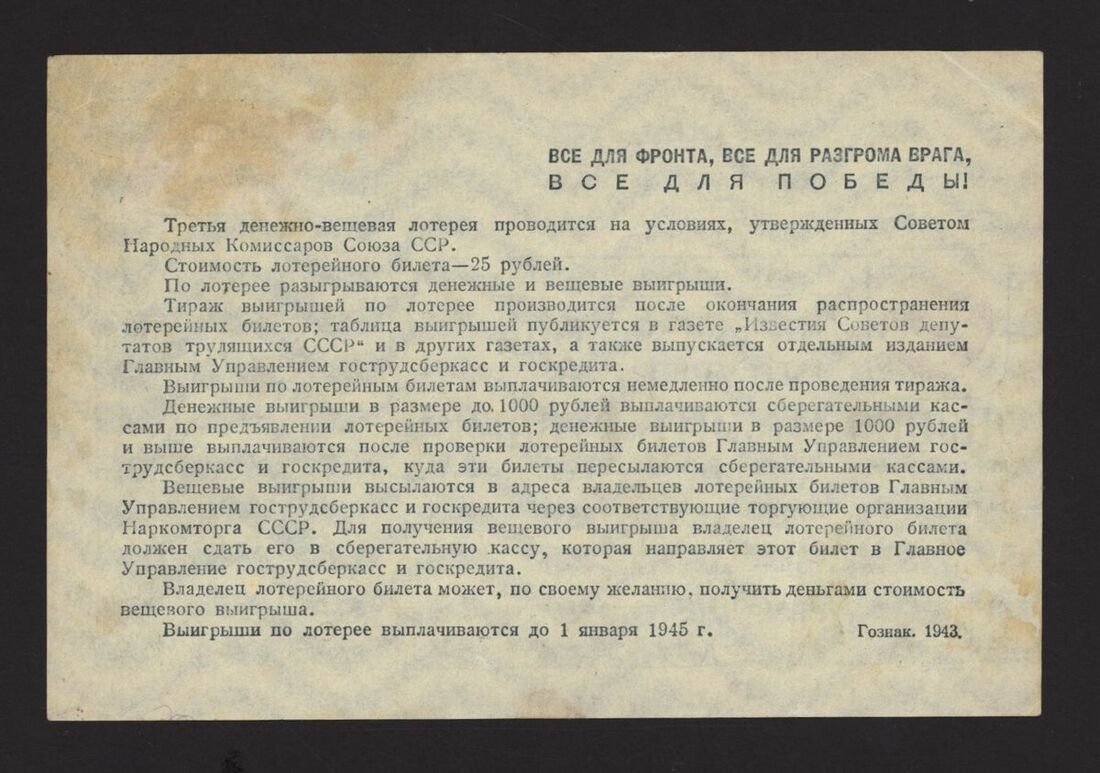 ВСЕ ДЛЯ ФРОНТА, ВСЕ ДЛЯ РАЗГРОМА ВРАГА,
ВСЕ ДЛЯ ПОБЕДЫ!
Третья денежно-вещевая лотерея проводится на условиях, утвержденных Советом
Народных Комиссаров Союза ССР.
Стоимость лотерейного билета—25 рублей.
По лотерее разыгрываются денежные и вещевые выигрыши.
Тираж выигрышей по лотерее производится после окончания распространения
лотерейных билетов; таблица выигрышей публикуется в газете „Известия Советов депу-
татов трудящихся СССР“ и в других газетах, а также выпускается отдельным изданием
Главным Управлением гострудсберкасс и госкредита.
Выигрыши по лотерейным билетам выплачиваются немедленно после проведения тиража.
Денежные выигрыши в размере до 1000 рублей выплачиваются сберегательными кас-
сами по предъявлении лотерейных билетов; денежные выигрыши в размере 1000 рублей
и выше выплачиваются после проверки лотерейных билетов Главным Управлением гос-
трудсберкасс и госкредита, куда эти билеты пересылаются сберегательными кассами.
Вещевые выигрыши высылаются в адреса владельцев лотерейных билетов Главным
Управлением гострудсберкасс и госкредита через соответствующие торгующие организации
Наркомторга СССР. Для получения вещевого выигрыша владелец лотерейного билета
должен сдать его в сберегательную кассу, которая направляет этот билет в Главное
Управление гострудсберкасс и госкредита.
Владелец лотерейного билета может, по своему желанию, получить деньгами стоимость
вещевого выигрыша.
Выигрыши по лотерее выплачиваются до 1 января 1945 г. Гознак. 1943.